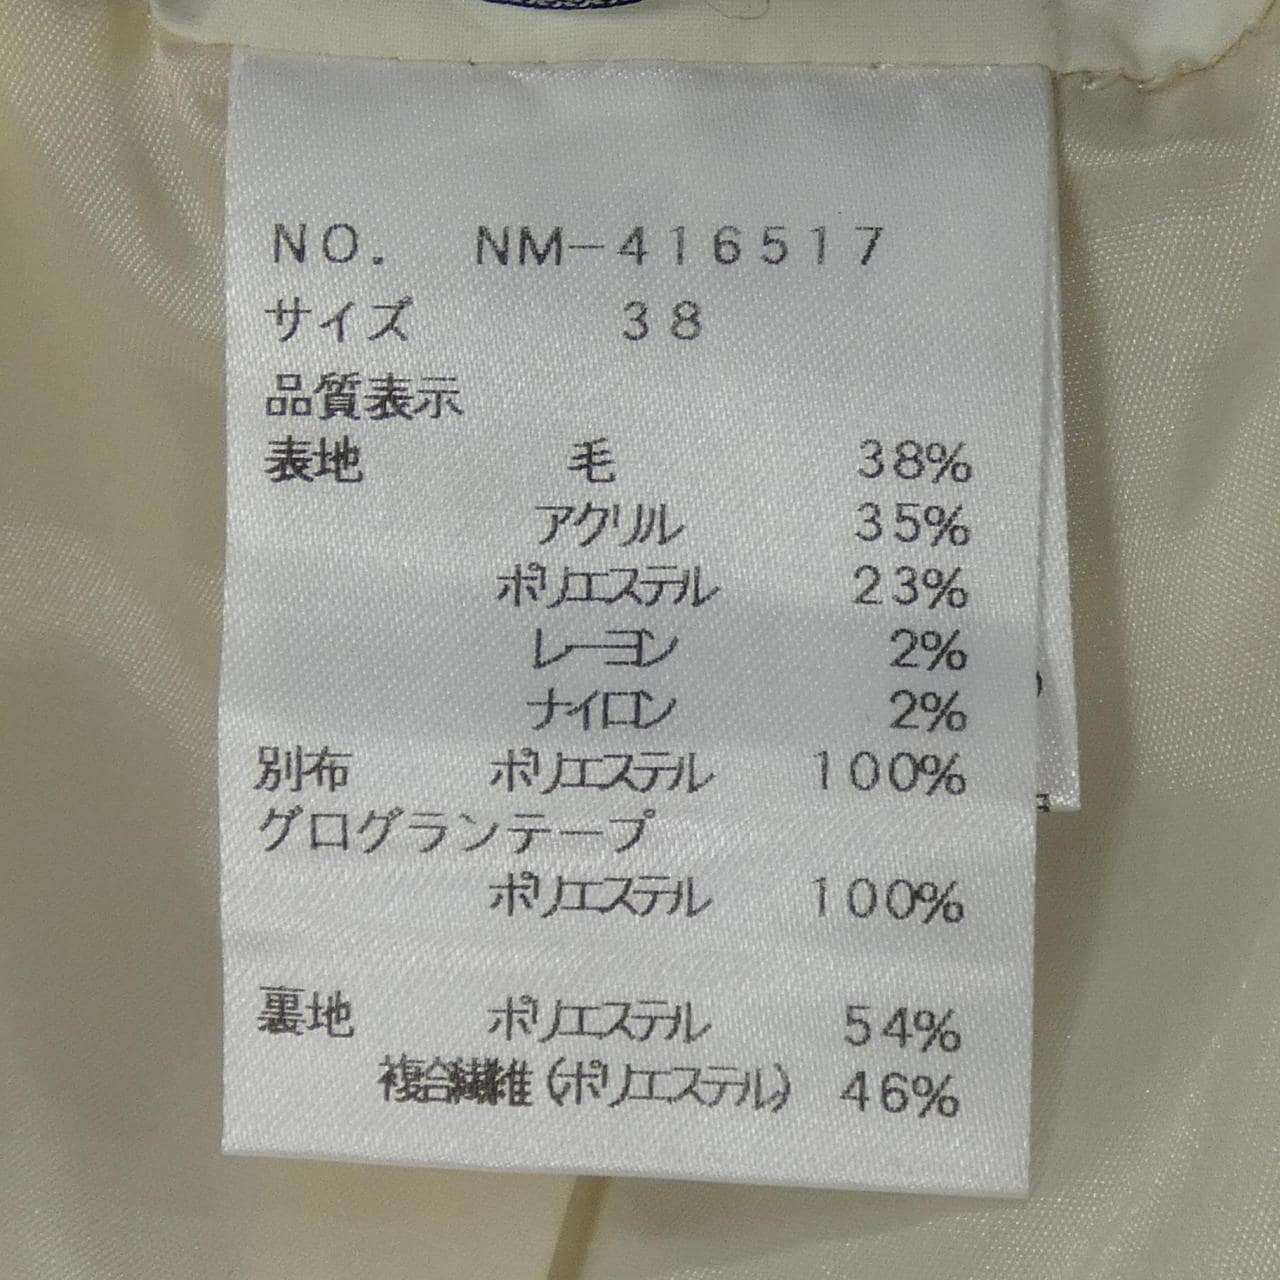 NO. NM-416517
サイズ 38
品質表示
表地 毛 38%
アクリル 35%
ポリエステル 23%
レーヨン 2%
ナイロン 2%
別布 ポリエステル 100%
グログランテープ
ポリエステル 100%
裏地 ポリエステル 54%
複合繊維(ポリエステル) 46%